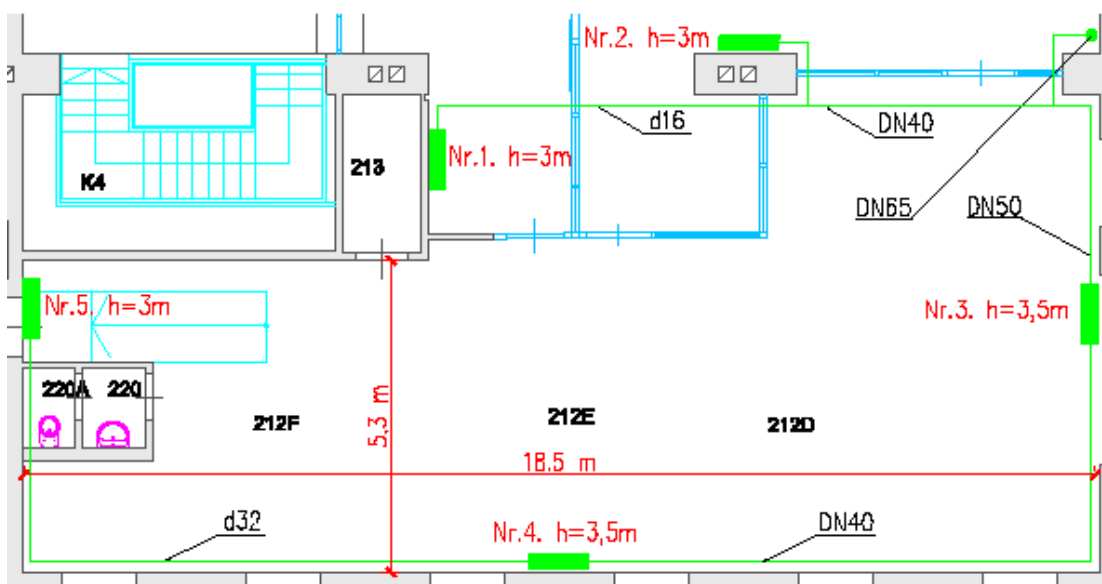 Nr.2. h=3m
d16
DN40
Nr.1. h=3m
213
K4
DN65
DN50
Nr.5. h=3m
Nr.3. h=3,5m
220A
220
5,3 m
212F
212E
212D
18.5 m
d32
Nr.4. h=3,5m
DN40